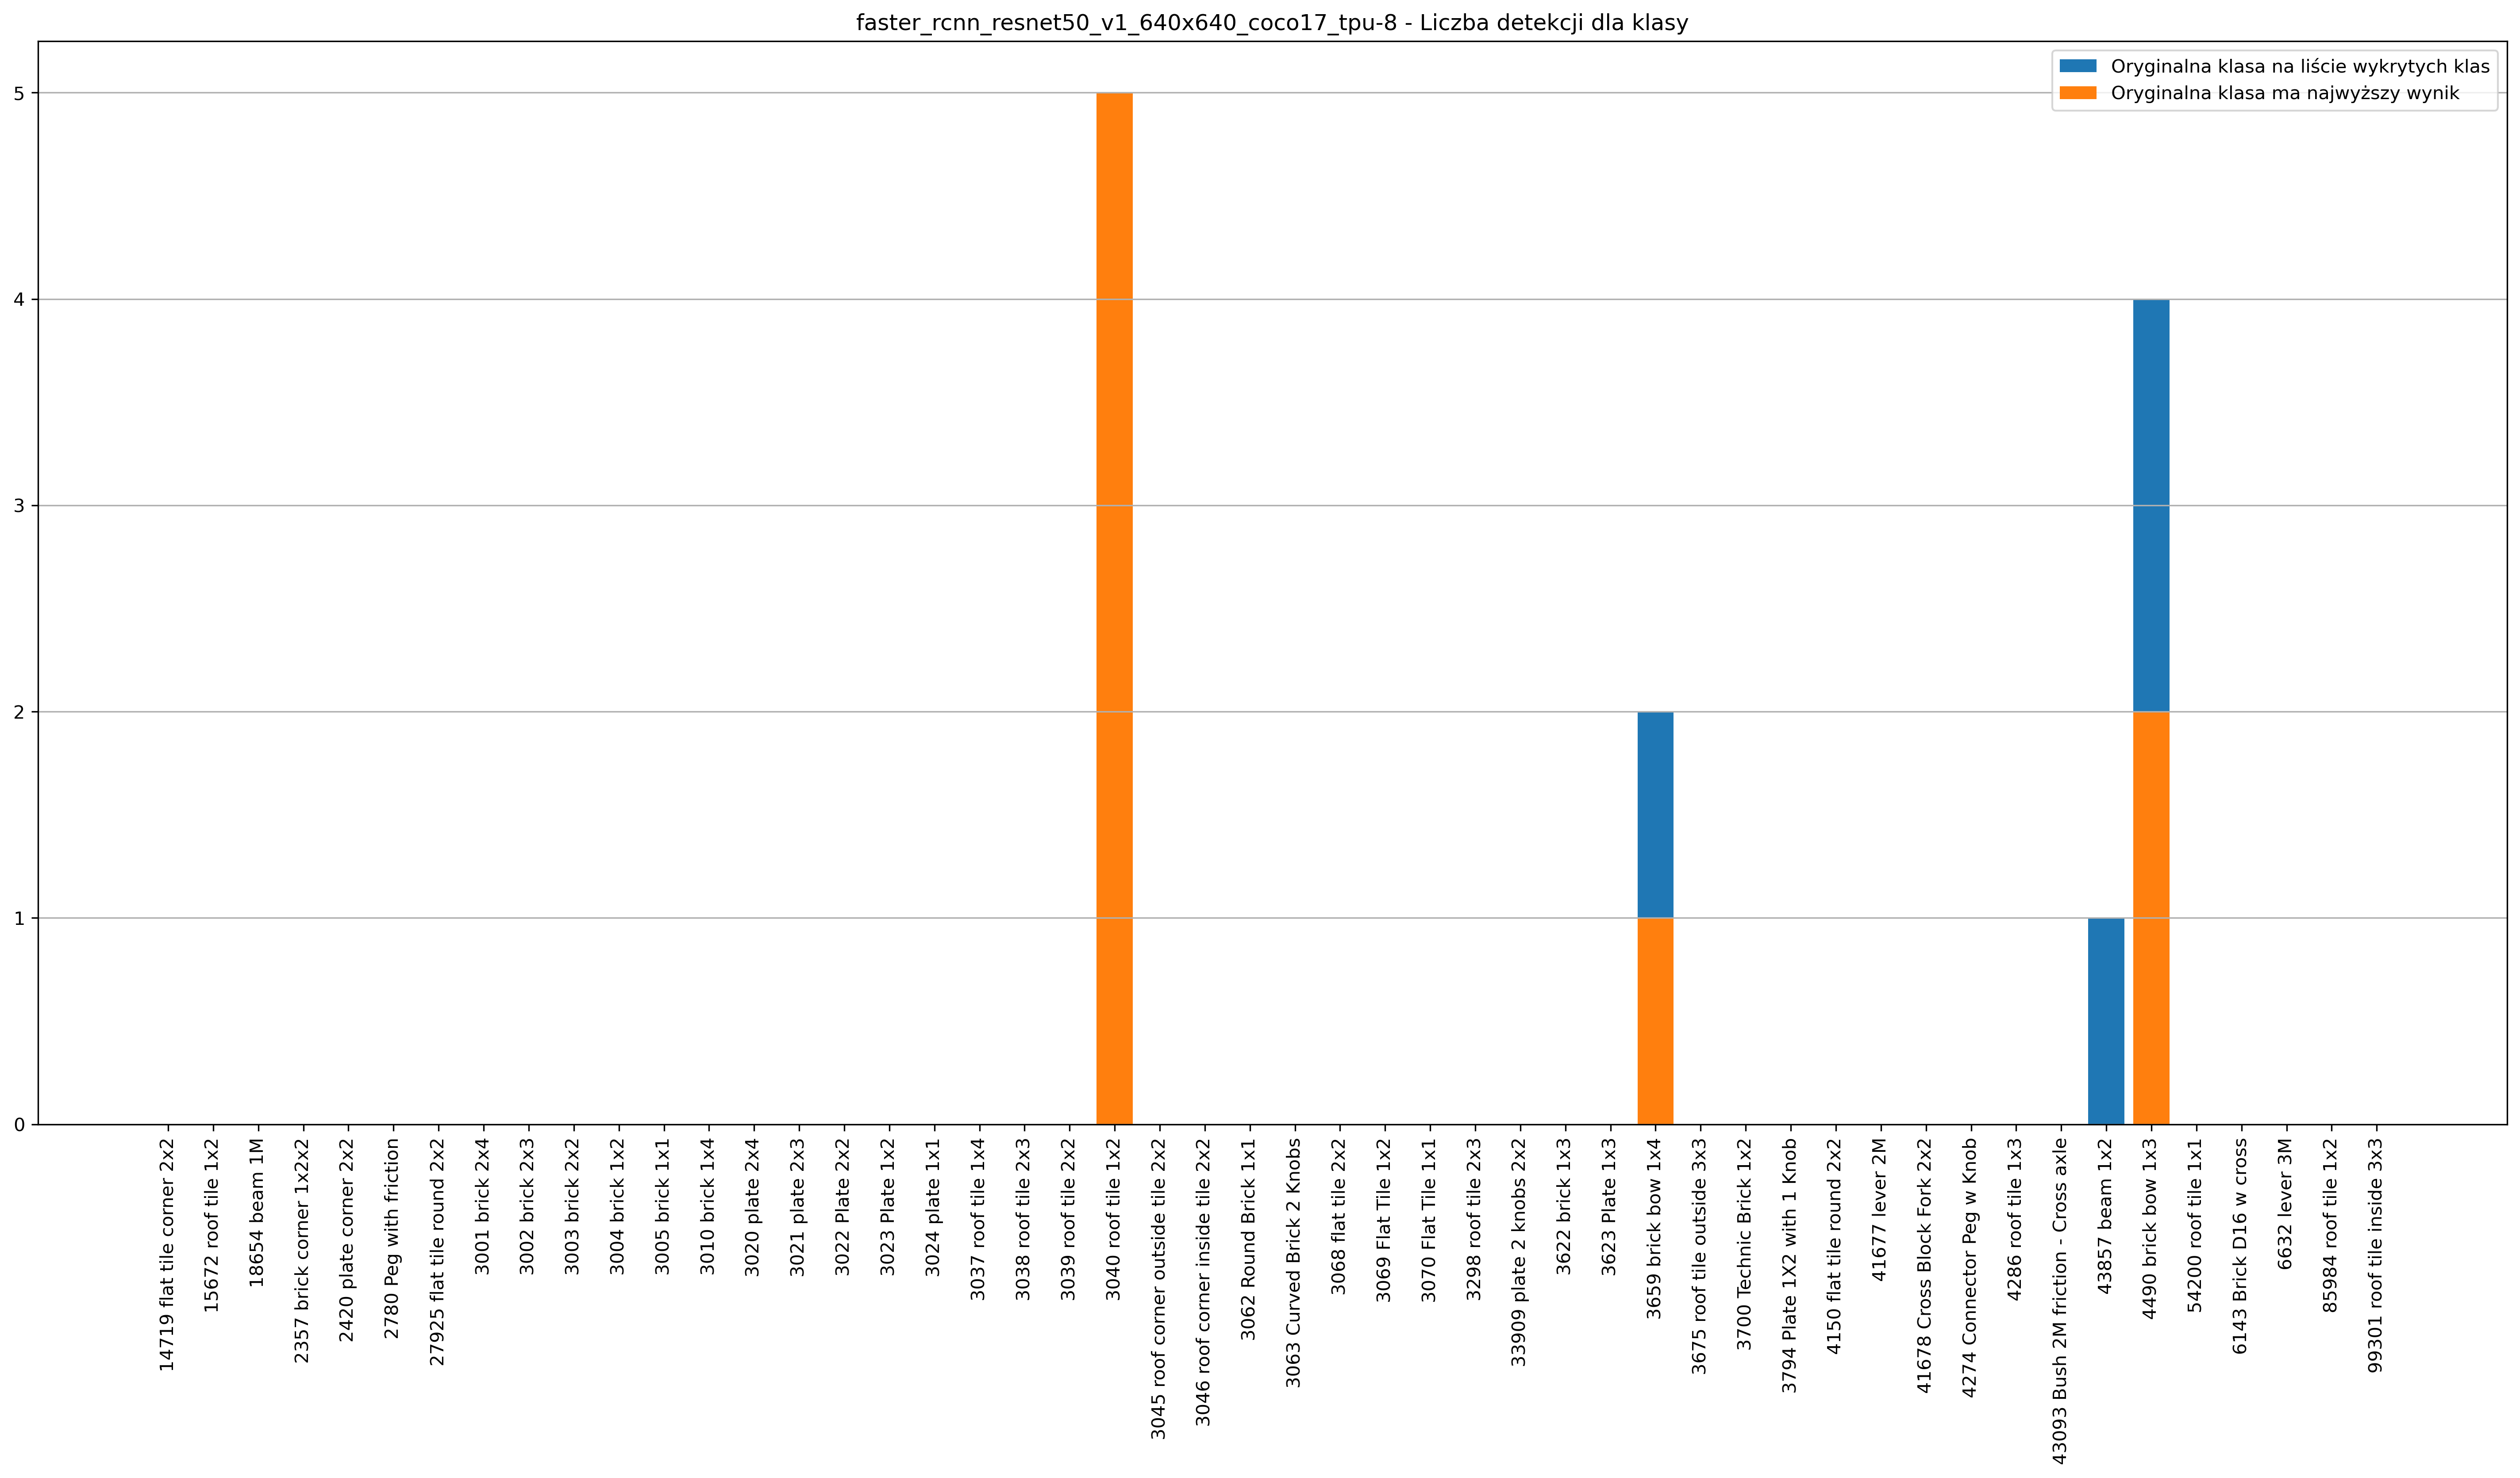 faster_rcnn_resnet50_v1_640x640_coco17_tpu-8 - Liczba detekcji dla klasy
Oryginalna klasa na liście wykrytych klas
Oryginalna klasa ma najwyższy wynik
5
4
3
2
1
0
14719 flat tile corner 2x2
15672 roof tile 1x2
18654 beam 1M
2357 brick corner 1x2x2
2420 plate corner 2x2
2780 Peg with friction
27925 flat tile round 2x2
3001 brick 2x4
3002 brick 2x3
3003 brick 2x2
3004 brick 1x2
3005 brick 1x1
3010 brick 1x4
3020 plate 2x4
3021 plate 2x3
3022 Plate 2x2
3023 Plate 1x2
3024 plate 1x1
3037 roof tile 1x4
3038 roof tile 2x3
3039 roof tile 2x2
3040 roof tile 1x2
3045 roof corner outside tile 2x2
3046 roof corner inside tile 2x2
3062 Round Brick 1x1
3063 Curved Brick 2 Knobs
3068 flat tile 2x2
3069 Flat Tile 1x2
3070 Flat Tile 1x1
3298 roof tile 2x3
33909 plate 2 knobs 2x2
3622 brick 1x3
3623 Plate 1x3
3659 brick bow 1x4
3675 roof tile outside 3x3
3700 Technic Brick 1x2
3794 Plate 1X2 with 1 Knob
4150 flat tile round 2x2
41677 lever 2M
41678 Cross Block Fork 2x2
4274 Connector Peg w Knob
4286 roof tile 1x3
43093 Bush 2M friction - Cross axle
43857 beam 1x2
4490 brick bow 1x3
54200 roof tile 1x1
6143 Brick D16 w cross
6632 lever 3M
85984 roof tile 1x2
99301 roof tile inside 3x3